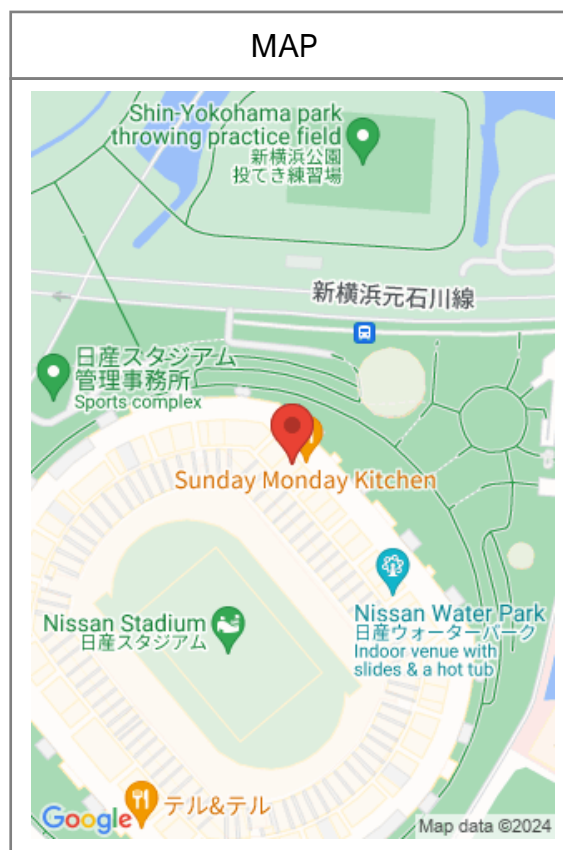 MAP
Shin-Yokohama park
throwing practice field
新横浜公園
投てき練習場
新横浜元石川線
日産スタジアム
管理事務所
Sports complex
Sunday Monday Kitchen
Nissan Water Park
日産ウォーターパーク
Indoor venue with
slides & a hot tub
Nissan Stadium
日産スタジアム
テル&テル
Google
Map data ©2024